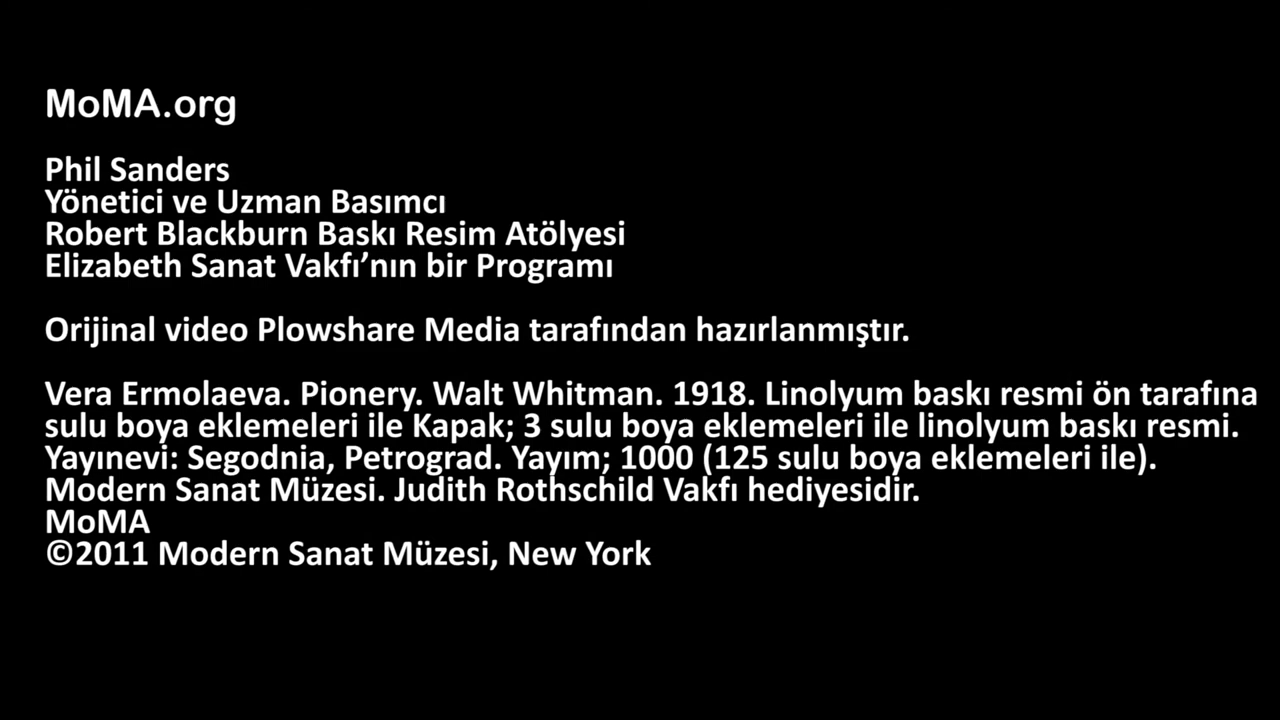 MoMA.org
Phil Sanders
Yönetici ve Uzman Basımcı
Robert Blackburn Baskı Resim Atölyesi
Elizabeth Sanat Vakfı’nın bir Programı
Orijinal video Plowshare Media tarafından hazırlanmıştır.
Vera Ermolaeva. Pionery. Walt Whitman. 1918. Linolyum baskı resmi ön tarafına
sulu boya eklemeleri ile Kapak; 3 sulu boya eklemeleri ile linolyum baskı resmi.
Yayınevi: Segodnia, Petrograd. Yayım; 1000 (125 sulu boya eklemeleri ile).
Modern Sanat Müzesi. Judith Rothschild Vakfı hediyesidir.
MoMA
©2011 Modern Sanat Müzesi, New York